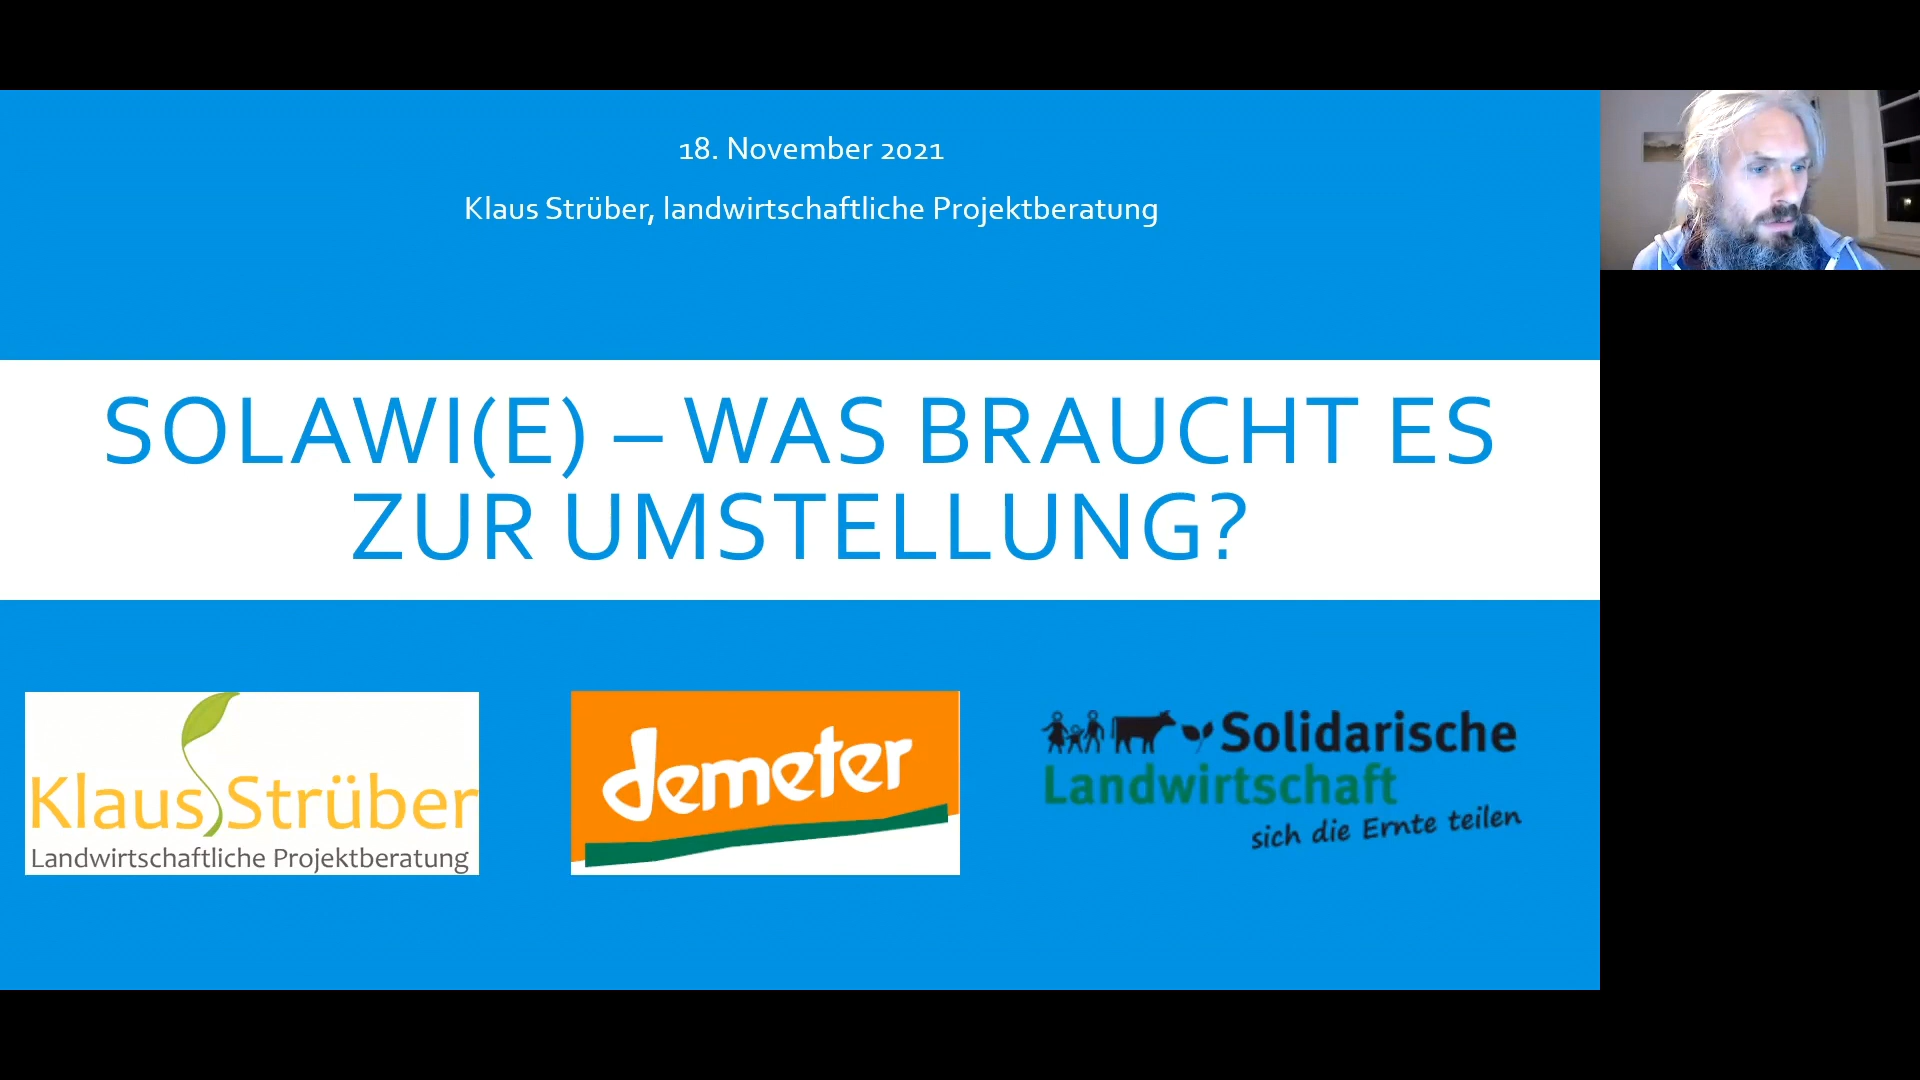 18. November 2021
Klaus Strüber, landwirtschaftliche Projektberatung
SOLAWI(E) – WAS BRAUCHT ES
ZUR UMSTELLUNG?
Klaus Strüber
Landwirtschaftliche Projektberatung
demeter
Solidarische
Landwirtschaft
sich die Ernte teilen